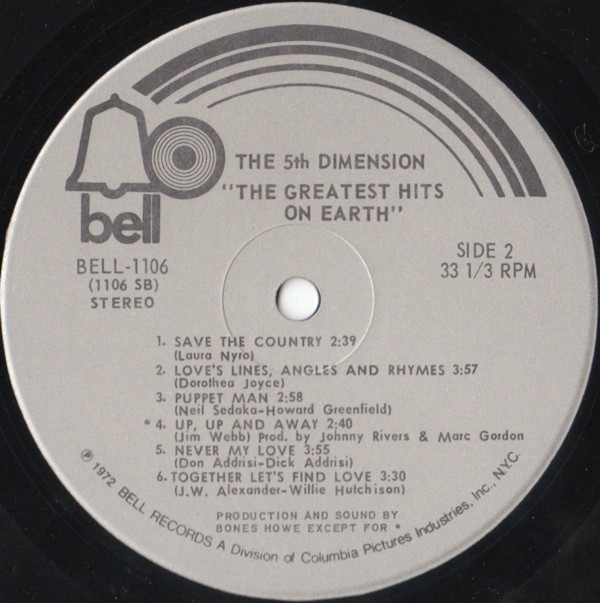 THE 5th DIMENSION
"THE GREATEST HITS
ON EARTH"
bell
BELL-1106
(1106 SB)
STEREO
SIDE 2
33 1/3 RPM
1. SAVE THE COUNTRY 2:39
(Laura Nyro)
2. LOVE'S LINES, ANGLES AND RHYMES 3:57
(Dorothea Joyce)
3. PUPPET MAN 2:58
(Neil Sedaka-Howard Greenfield)
* 4. UP, UP AND AWAY 2:40
(Jim Webb) Prod. by Johnny Rivers & Marc Gordon
5. NEVER MY LOVE 3:55
(Don Addrisi-Dick Addrisi)
6. TOGETHER LET'S FIND LOVE 3:30
(J.W. Alexander-Willie Hutchison)
PRODUCTION AND SOUND BY
BONES HOWE EXCEPT FOR *
℗ 1972 BELL RECORDS A Division of Columbia Pictures Industries, Inc., N.Y.C.